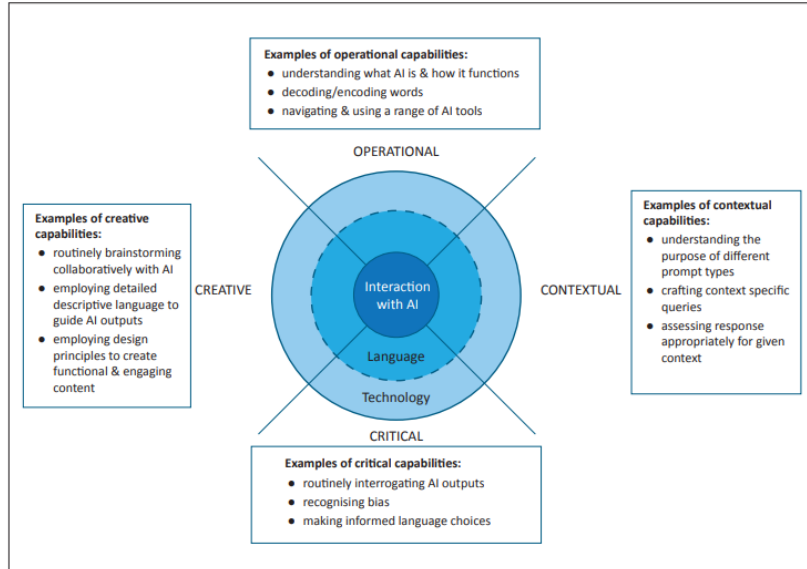 Examples of operational capabilities:
● understanding what AI is & how it functions
● decoding/encoding words
● navigating & using a range of AI tools
OPERATIONAL
Examples of creative
capabilities:
● routinely brainstorming
collaboratively with AI
● employing detailed
descriptive language to
guide AI outputs
● employing design
principles to create
functional & engaging
content
CREATIVE
Interaction
with AI
Language
Technology
CONTEXTUAL
Examples of contextual
capabilities:
● understanding the
purpose of different
prompt types
● crafting context specific
queries
● assessing response
appropriately for given
context
CRITICAL
Examples of critical capabilities:
● routinely interrogating AI outputs
● recognising bias
● making informed language choices